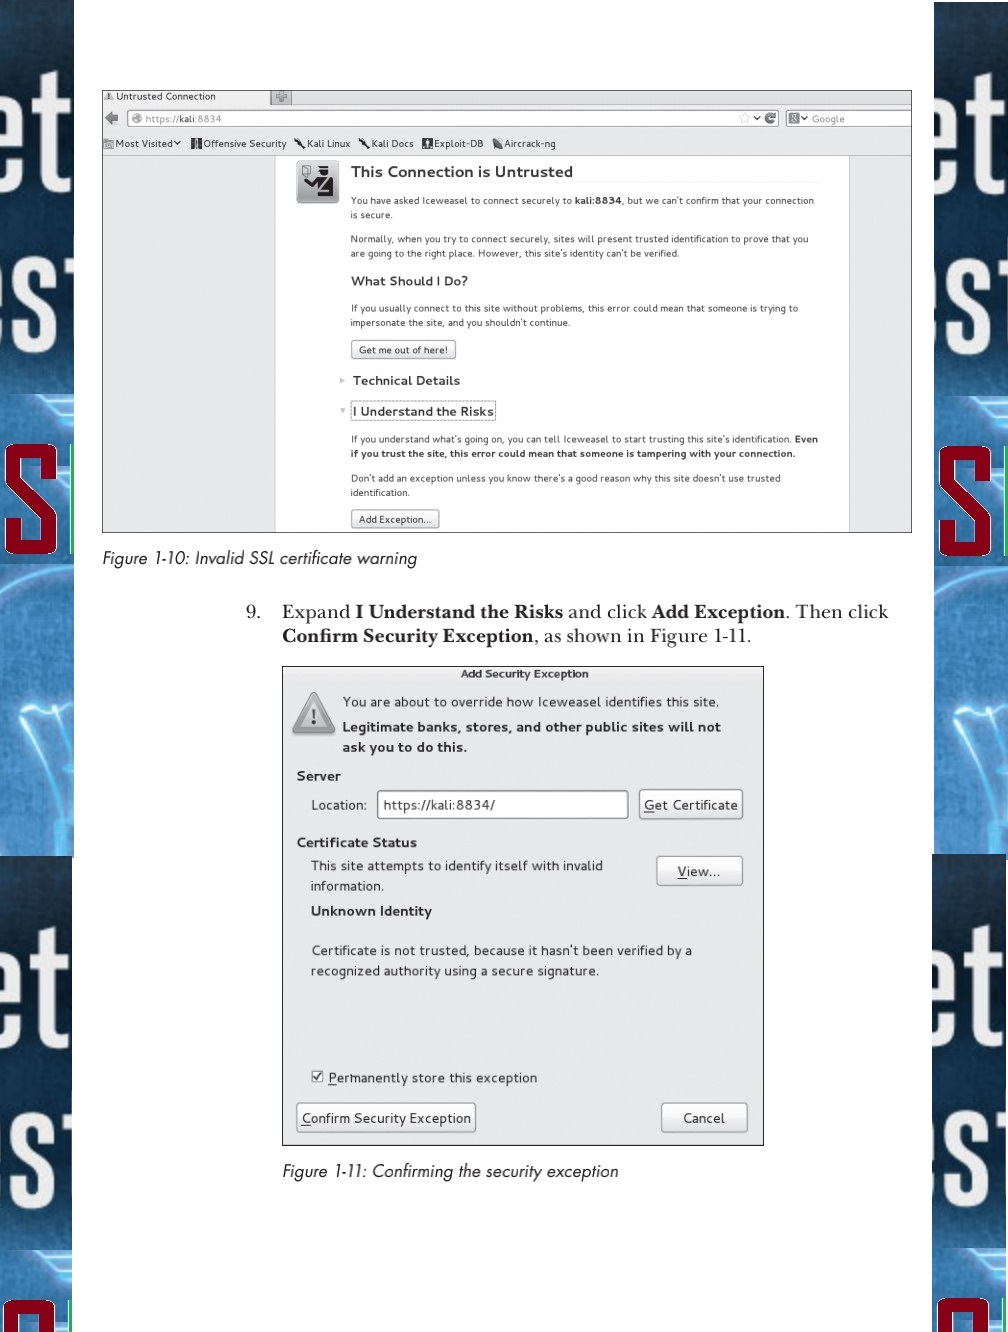 Untrusted Connection
https://kali:8834
Google
Most Visited Offensive Security Kali Linux Kali Docs Exploit-DB Aircrack-ng
This Connection is Untrusted
You have asked Iceweasel to connect securely to kali:8834, but we can't confirm that your connection
is secure.
Normally, when you try to connect securely, sites will present trusted identification to prove that you
are going to the right place. However, this site's identity can't be verified.
What Should I Do?
If you usually connect to this site without problems, this error could mean that someone is trying to
impersonate the site, and you shouldn't continue.
Get me out of here!
Technical Details
I Understand the Risks
If you understand what's going on, you can tell Iceweasel to start trusting this site's identification. Even
if you trust the site, this error could mean that someone is tampering with your connection.
Don't add an exception unless you know there's a good reason why this site doesn't use trusted
identification.
Add Exception...
Figure 1-10: Invalid SSL certificate warning
9. Expand I Understand the Risks and click Add Exception. Then click
Confirm Security Exception, as shown in Figure 1-11.
Add Security Exception
You are about to override how Iceweasel identifies this site.
Legitimate banks, stores, and other public sites will not
ask you to do this.
Server
Location: https://kali:8834/ Get Certificate
Certificate Status
This site attempts to identify itself with invalid
information.
View...
Unknown Identity
Certificate is not trusted, because it hasn't been verified by a
recognized authority using a secure signature.
Permanently store this exception
Confirm Security Exception Cancel
Figure 1-11: Confirming the security exception